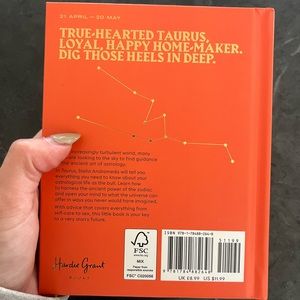 21 APRIL — 20 MAY
TRUE-HEARTED TAURUS,
LOYAL, HAPPY HOME-MAKER.
DIG THOSE HEELS IN DEEP.
increasingly turbulent world, many
looking to the sky to find guidance
ancient art of astrology.
In Taurus, Stella Andromeda will tell you
everything you need to know about your
astrological life as the bull. Learn how
to harness the ancient power of the zodiac
and open your mind to what the universe can
offer in ways you never would have imagined.
With advice that covers everything from
self-care to sex, this little book is your key
to a very starry future.
Hardie Grant
FSC
MIX
Paper from
responsible sources
FSC® C020056
51199
UK £8.99 US $11.99